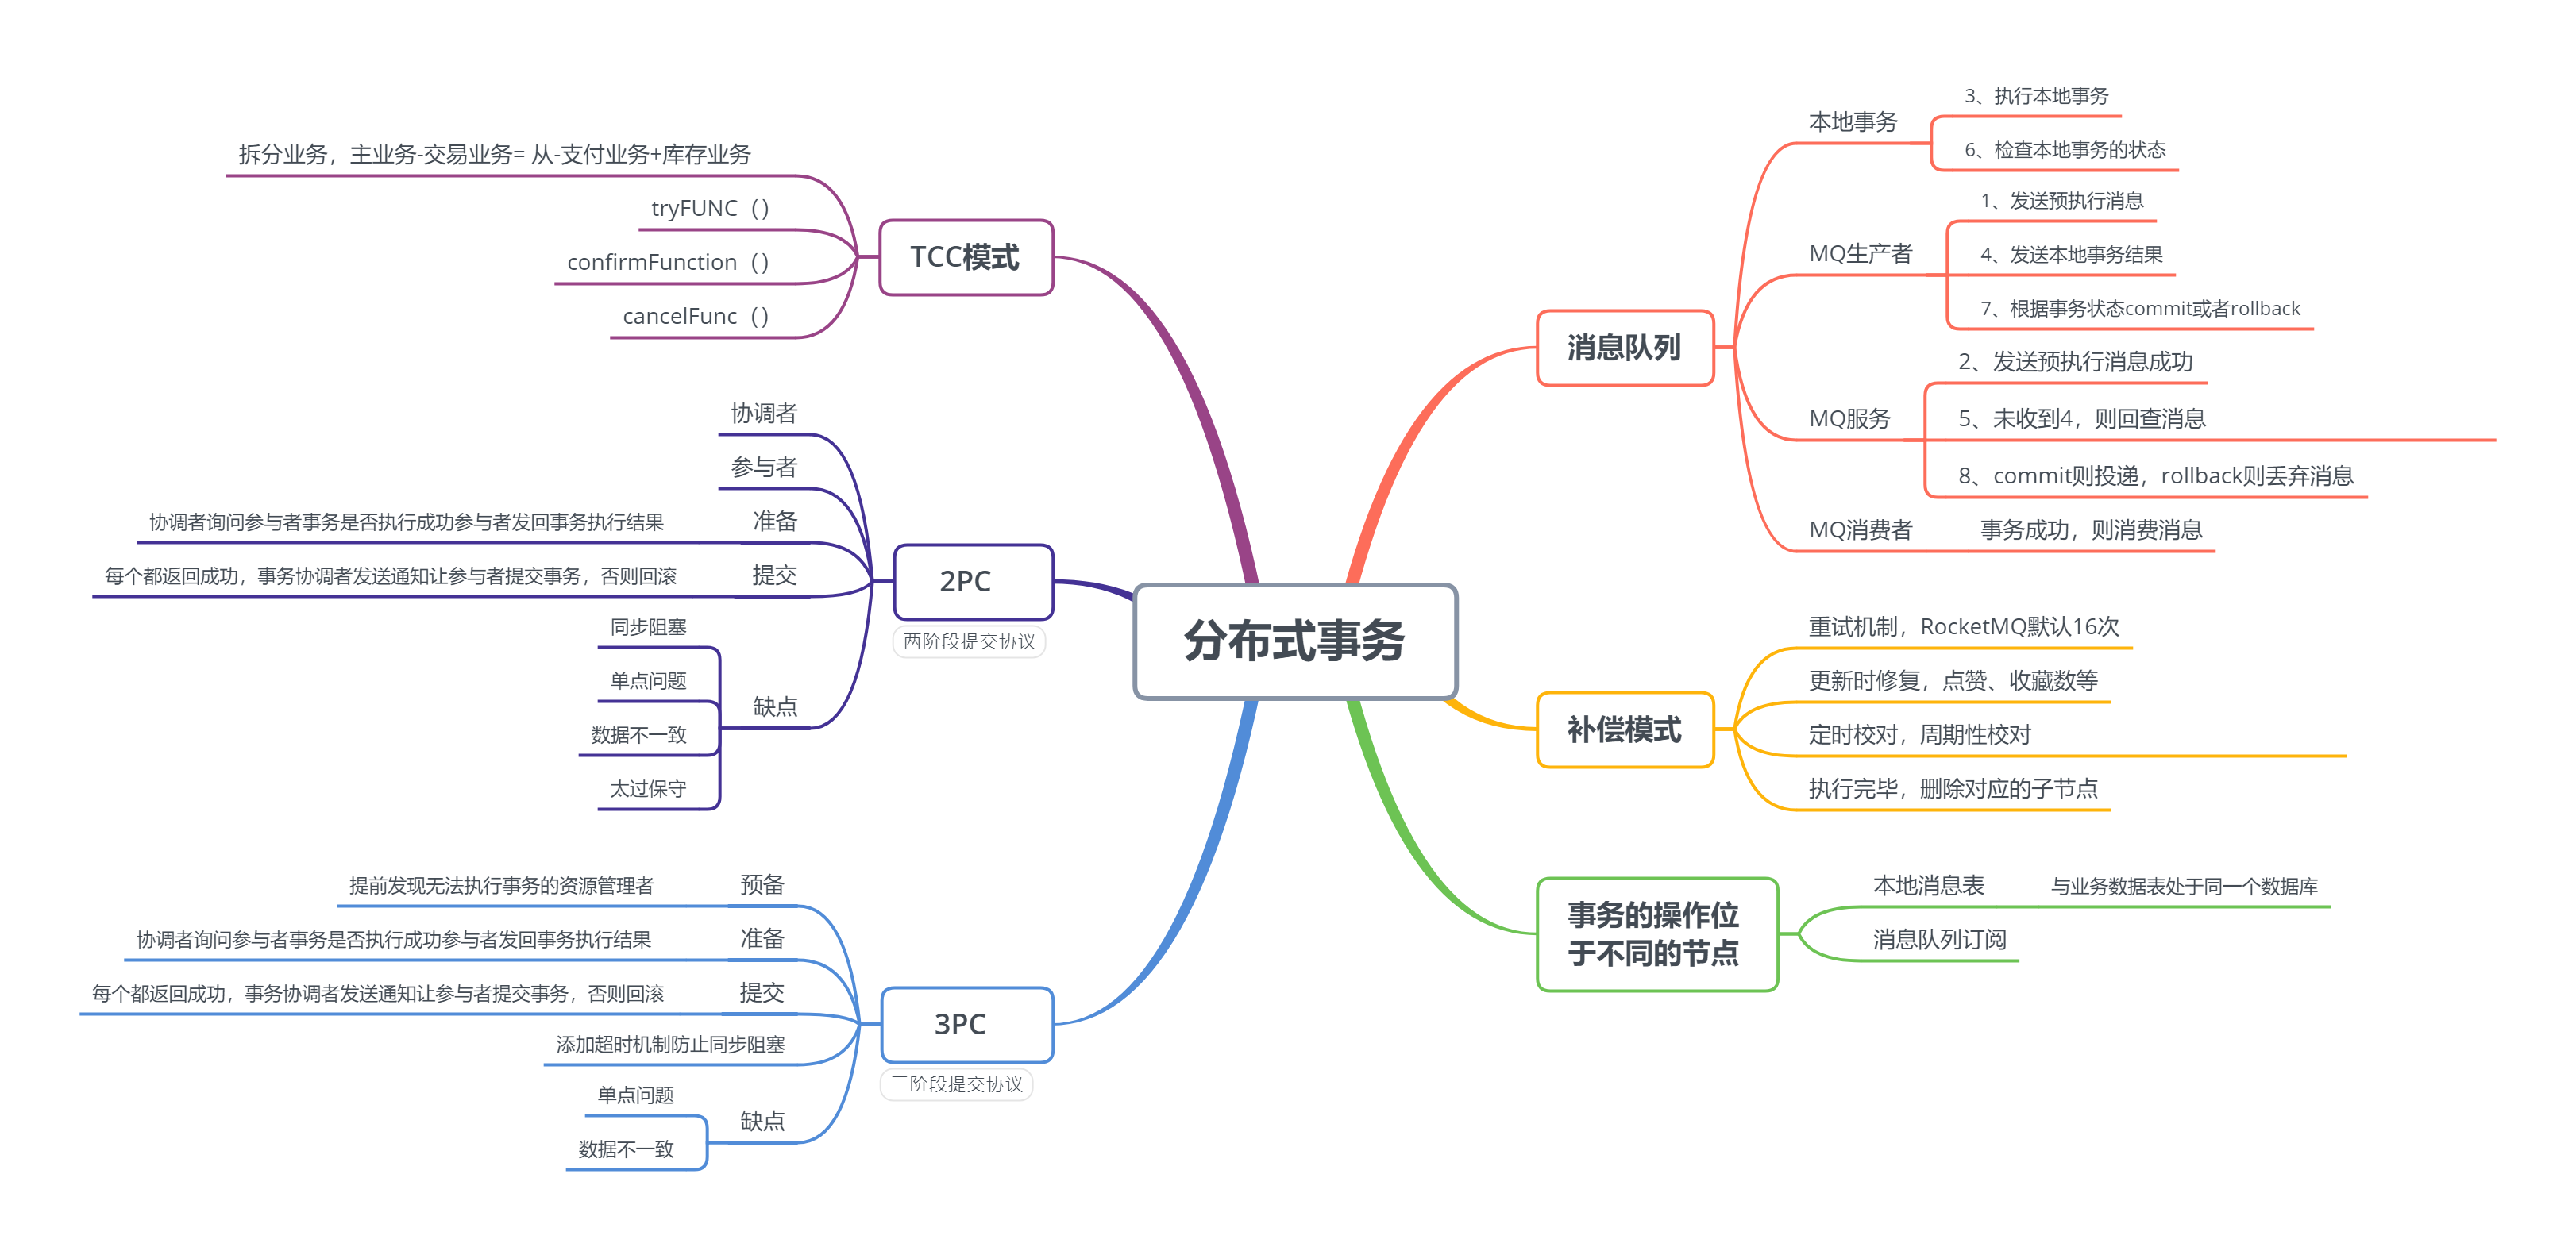 分布式事务
消息队列
本地事务
3、执行本地事务
6、检查本地事务的状态
MQ生产者
1、发送预执行消息
4、发送本地事务结果
7、根据事务状态commit或者rollback
MQ服务
2、发送预执行消息成功
5、未收到4，则回查消息
8、commit则投递，rollback则丢弃消息
MQ消费者
事务成功，则消费消息
补偿模式
重试机制，RocketMQ默认16次
更新时修复，点赞、收藏数等
定时校对，周期性校对
执行完毕，删除对应的子节点
事务的操作位
于不同的节点
本地消息表
与业务数据表处于同一个数据库
消息队列订阅
TCC模式
拆分业务，主业务-交易业务= 从-支付业务+库存业务
tryFUNC（）
confirmFunction（）
cancelFunc（）
2PC
两阶段提交协议
协调者
参与者
准备
协调者询问参与者事务是否执行成功参与者发回事务执行结果
提交
每个都返回成功，事务协调者发送通知让参与者提交事务，否则回滚
缺点
同步阻塞
单点问题
数据不一致
太过保守
3PC
三阶段提交协议
预备
提前发现无法执行事务的资源管理者
准备
协调者询问参与者事务是否执行成功参与者发回事务执行结果
提交
每个都返回成功，事务协调者发送通知让参与者提交事务，否则回滚
添加超时机制防止同步阻塞
缺点
单点问题
数据不一致